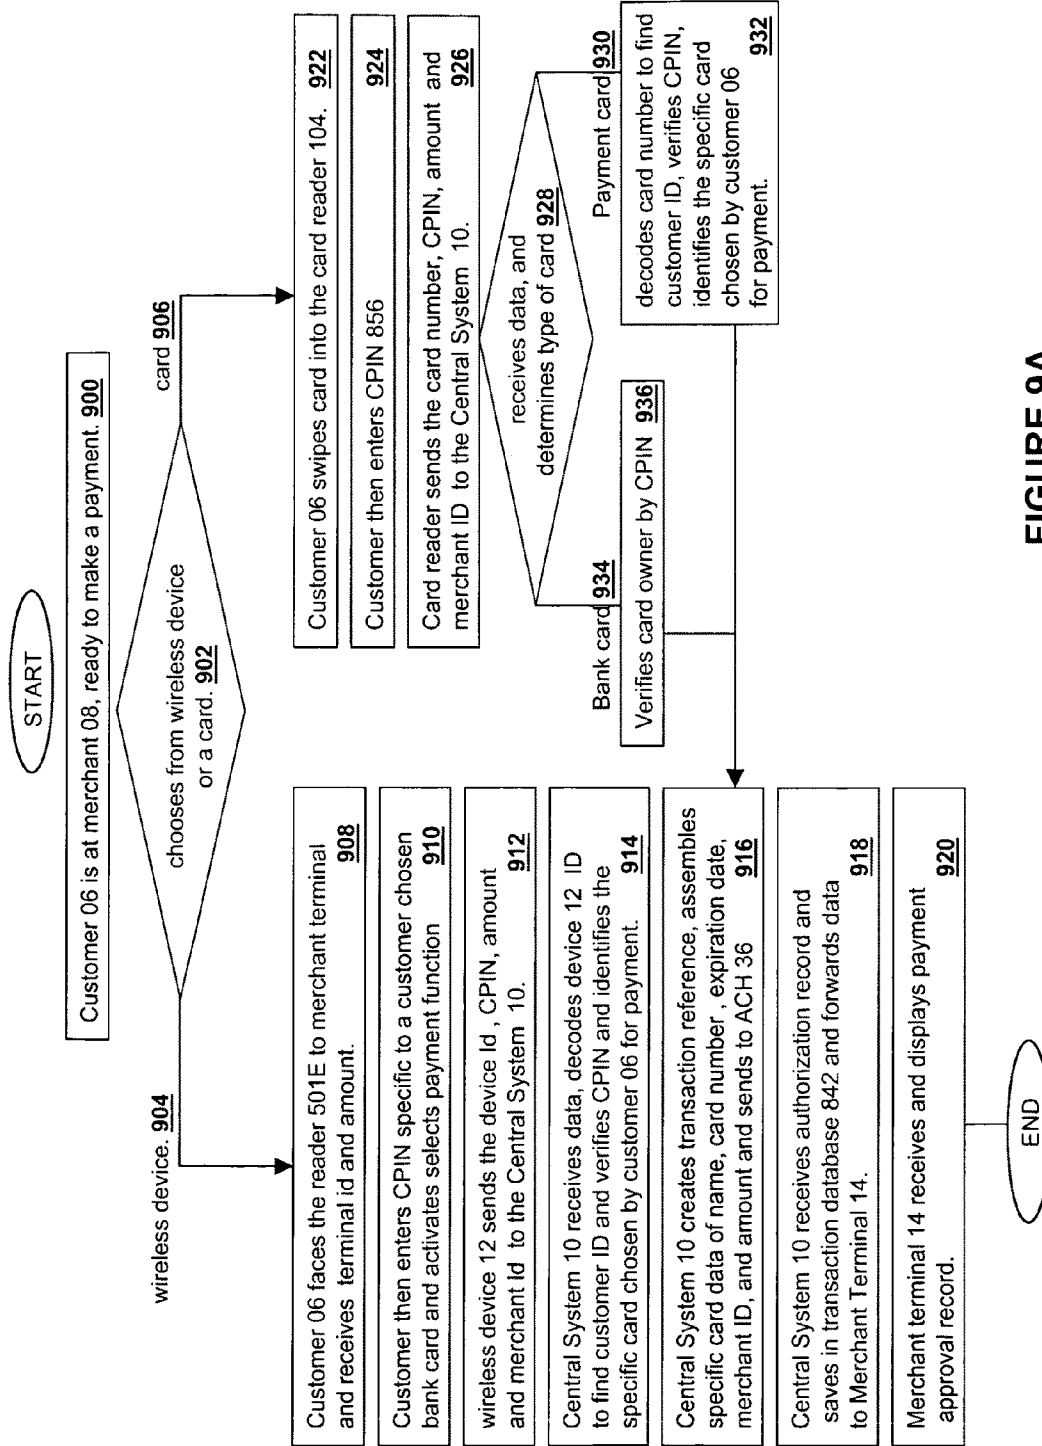 START
Customer 06 is at merchant 08, ready to make a payment. 900
chooses from wireless device
or a card. 902
wireless device. 904
card 906
Customer 06 faces the reader 501E to merchant terminal
and receives terminal id and amount. 908
Customer then enters CPIN specific to a customer chosen
bank card and activates selects payment function 910
wireless device 12 sends the device Id , CPIN, amount
and merchant Id to the Central System 10. 912
Central System 10 receives data, decodes device 12 ID
to find customer ID and verifies CPIN and identifies the
specific card chosen by customer 06 for payment. 914
Central System 10 creates transaction reference, assembles
specific card data of name, card number , expiration date,
merchant ID, and amount and sends to ACH 36 916
Central System 10 receives authorization record and
saves in transaction database 842 and forwards data
to Merchant Terminal 14. 918
Merchant terminal 14 receives and displays payment
approval record. 920
END
Customer 06 swipes card into the card reader 104. 922
Customer then enters CPIN 856 924
Card reader sends the card number, CPIN, amount and
merchant ID to the Central System 10. 926
receives data, and
determines type of card 928
Bank card 934
Payment card 930
Verifies card owner by CPIN 936
decodes card number to find
customer ID, verifies CPIN,
identifies the specific card
chosen by customer 06
for payment. 932
FIGURE 9A